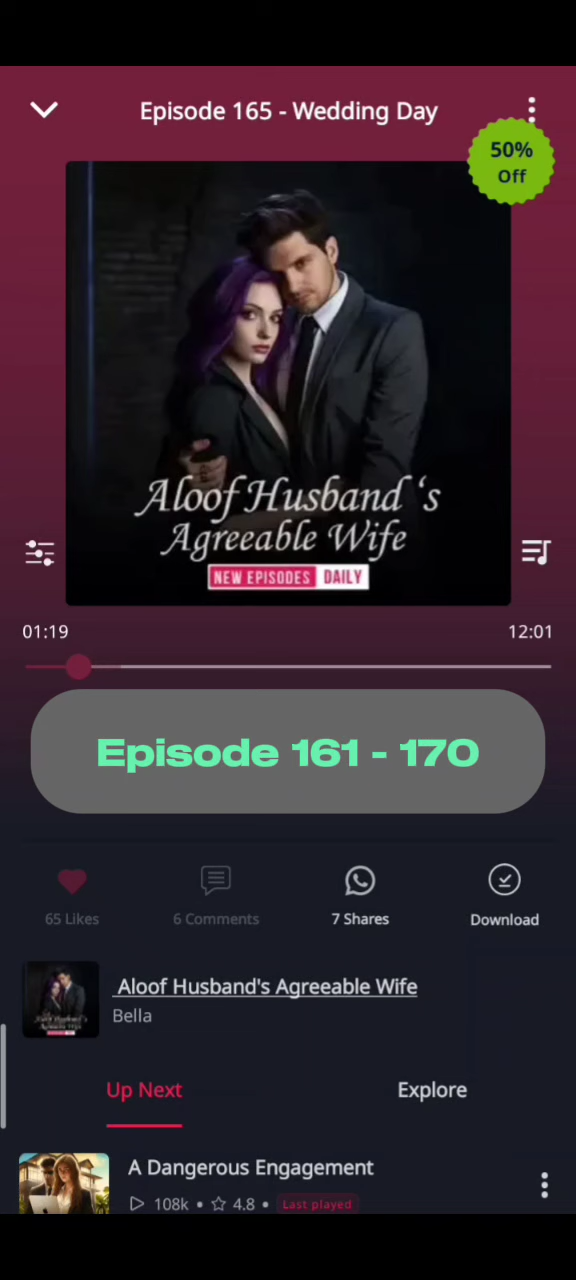 Episode 165 - Wedding Day
50%
Off
Aloof Husband 's
Agreeable Wife
NEW EPISODES DAILY
01:19
12:01
Episode 161 - 170
65 Likes
6 Comments
7 Shares
Download
Aloof Husband's Agreeable Wife
Bella
Up Next
Explore
A Dangerous Engagement
108k • 4.8 • Last played